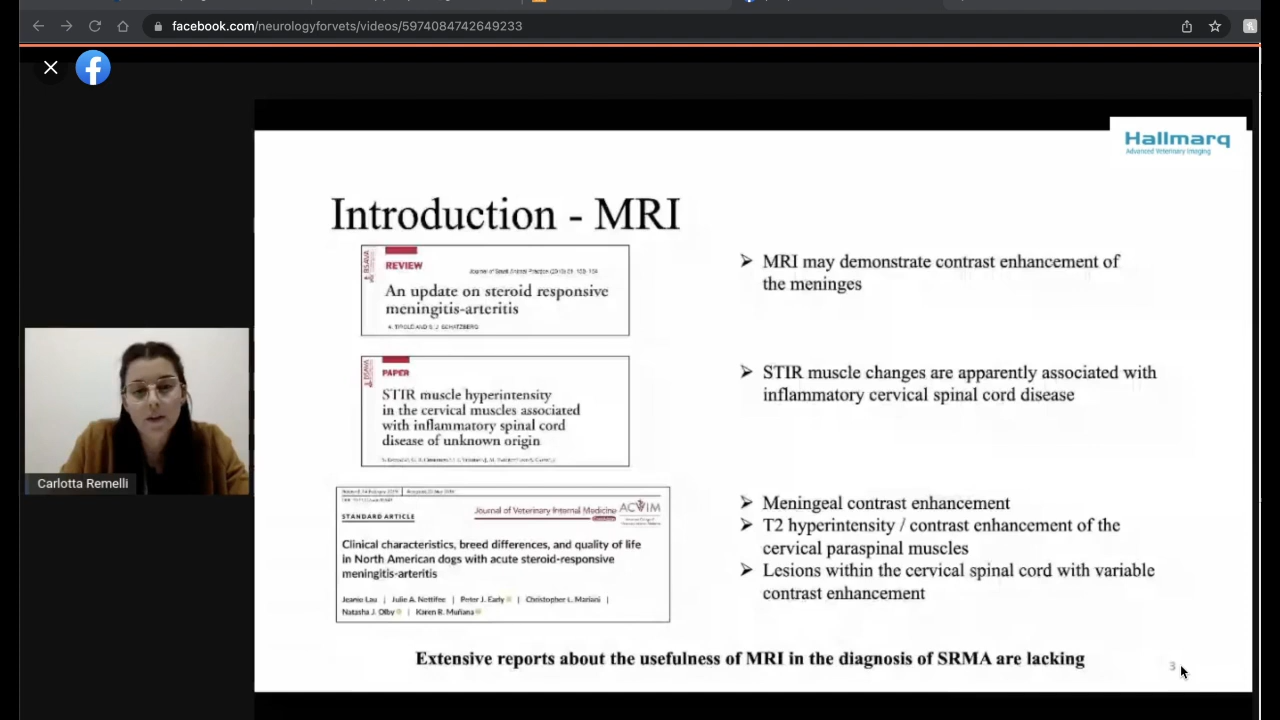 facebook.com/neurologyforvets/videos/5974084742649233
Hallmarq
Advanced Veterinary Imaging
Introduction - MRI
REVIEW
Journal of Small Animal Practice
An update on steroid responsive
meningitis-arteritis
MRI may demonstrate contrast enhancement of
the meninges
PAPER
STIR muscle hyperintensity
in the cervical muscles associated
with inflammatory spinal cord
disease of unknown origin
STIR muscle changes are apparently associated with
inflammatory cervical spinal cord disease
Carlotta Remelli
STANDARD ARTICLE
Journal of Veterinary Internal Medicine
ACVIM
Clinical characteristics, breed differences, and quality of life
in North American dogs with acute steroid-responsive
meningitis-arteritis
Jeanie Lau | Julie A. Nettifee | Peter J. Early | Christopher L. Mariani |
Natasha J. Olby | Karen R. Muñana
Meningeal contrast enhancement
T2 hyperintensity / contrast enhancement of the
cervical paraspinal muscles
Lesions within the cervical spinal cord with variable
contrast enhancement
Extensive reports about the usefulness of MRI in the diagnosis of SRMA are lacking
3